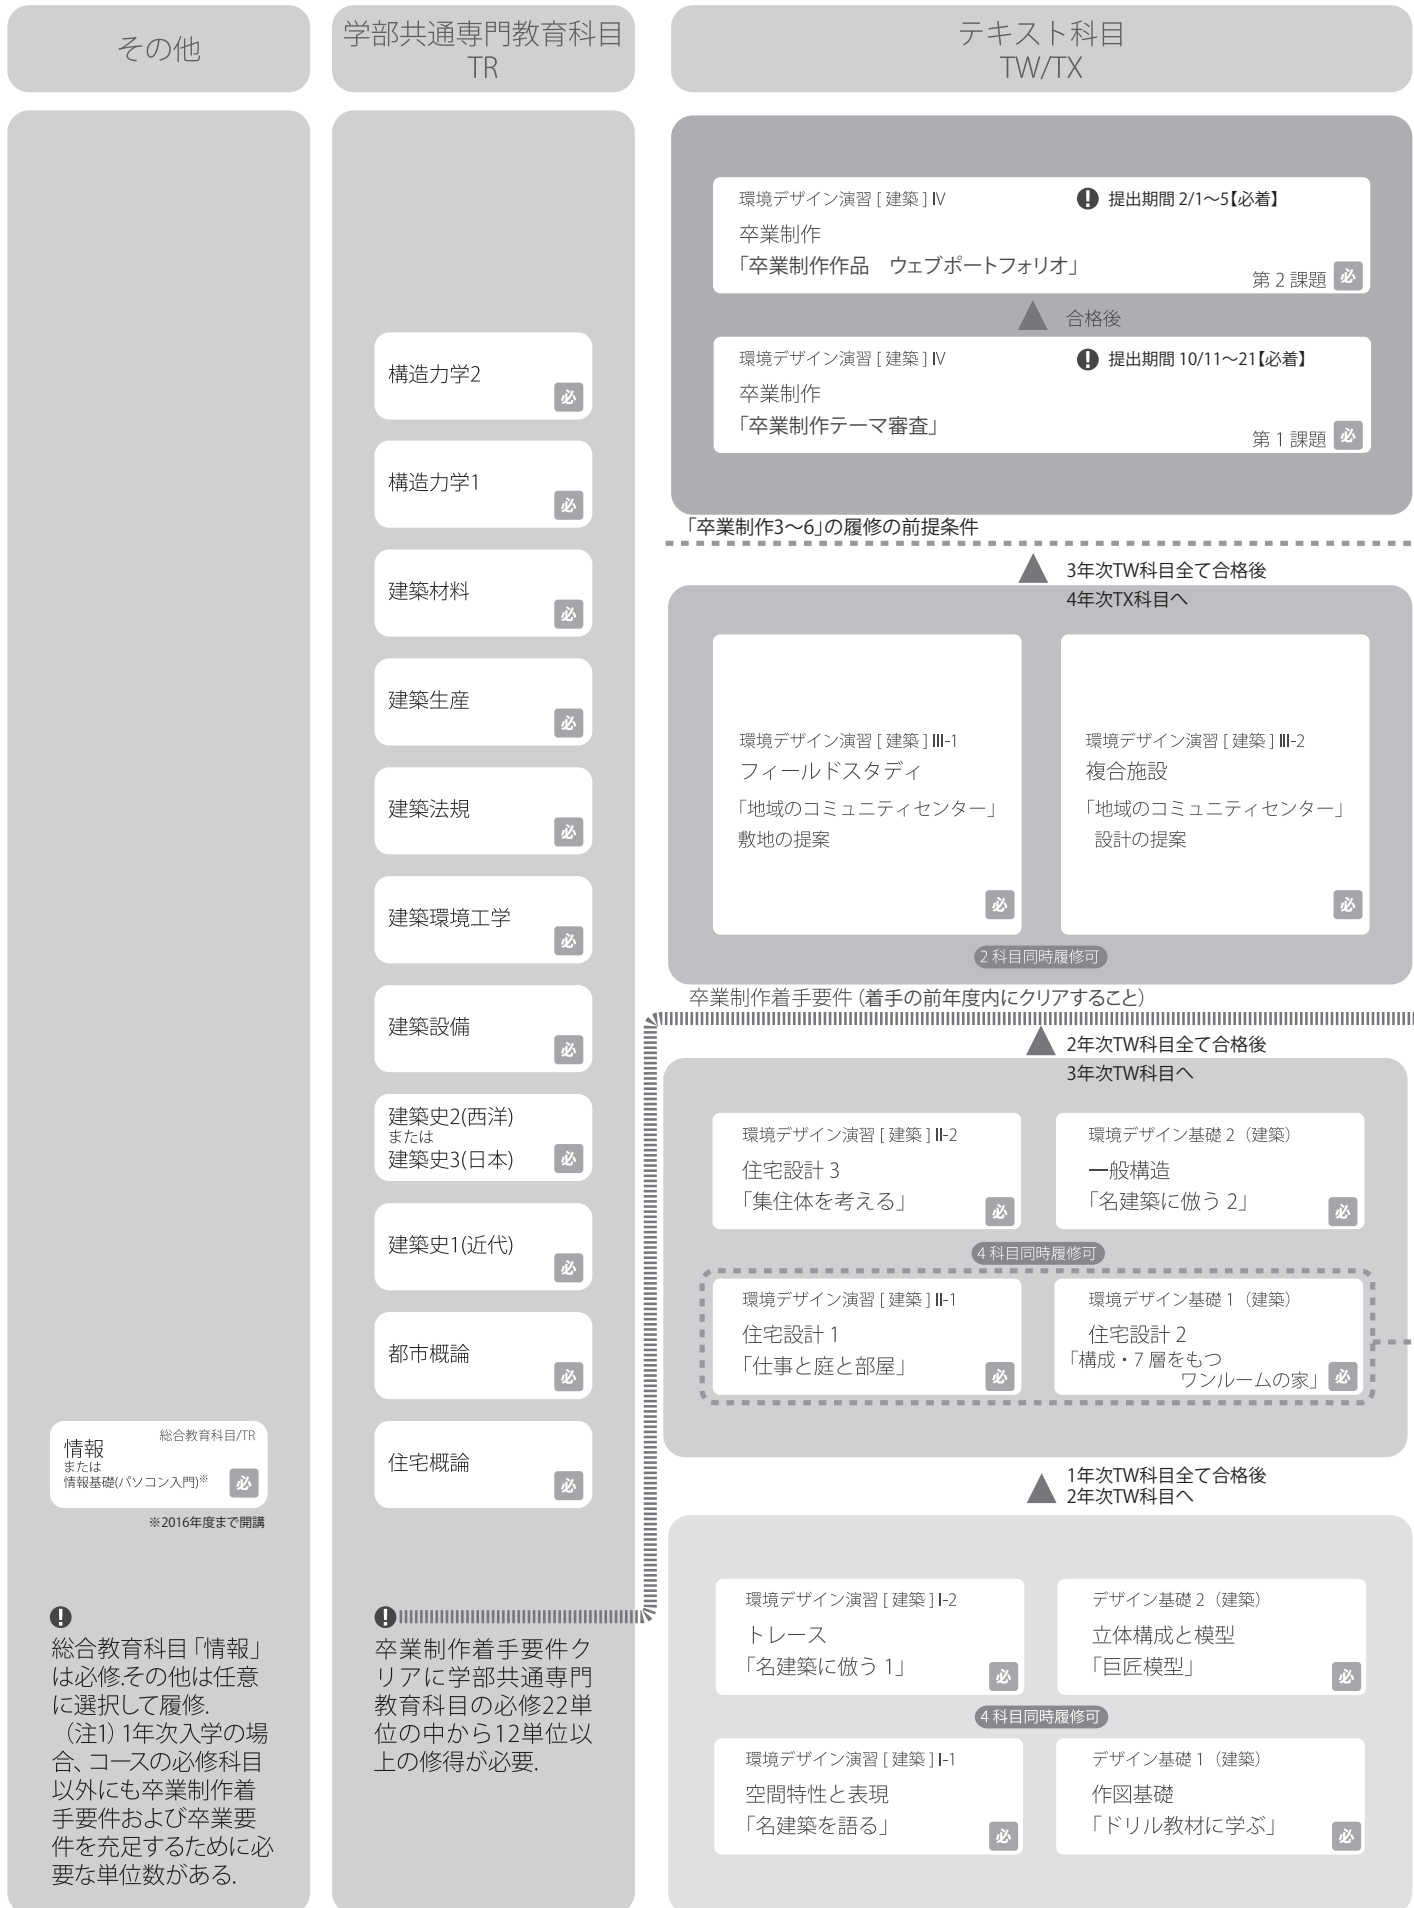 その他
学部共通専門教育科目
TR
テキスト科目
TW/TX
環境デザイン演習 [ 建築 ] IV
提出期間 2/1〜5【必着】
卒業制作
「卒業制作作品　ウェブポートフォリオ」
第 2 課題
必
合格後
環境デザイン演習 [ 建築 ] IV
提出期間 10/11〜21【必着】
卒業制作
「卒業制作テーマ審査」
第 1 課題
必
「卒業制作3〜6」の履修の前提条件
3年次TW科目全て合格後
4年次TX科目へ
環境デザイン演習 [ 建築 ] III-1
フィールドスタディ
「地域のコミュニティセンター」
敷地の提案
必
環境デザイン演習 [ 建築 ] III-2
複合施設
「地域のコミュニティセンター」
設計の提案
必
2 科目同時履修可
卒業制作着手要件 （着手の前年度内にクリアすること）
2年次TW科目全て合格後
3年次TW科目へ
環境デザイン演習 [ 建築 ] II-2
住宅設計 3
「集住体を考える」
必
環境デザイン基礎 2（建築）
一般構造
「名建築に倣う 2」
必
4 科目同時履修可
環境デザイン演習 [ 建築 ] II-1
住宅設計 1
「仕事と庭と部屋」
必
環境デザイン基礎 1（建築）
住宅設計 2
「構成・7 層をもつ
ワンルームの家」
必
1年次TW科目全て合格後
2年次TW科目へ
環境デザイン演習 [ 建築 ] I-2
トレース
「名建築に倣う 1」
必
デザイン基礎 2（建築）
立体構成と模型
「巨匠模型」
必
4 科目同時履修可
環境デザイン演習 [ 建築 ] I-1
空間特性と表現
「名建築を語る」
必
デザイン基礎 1（建築）
作図基礎
「ドリル教材に学ぶ」
必
構造力学2
必
構造力学1
必
建築材料
必
建築生産
必
建築法規
必
建築環境工学
必
建築設備
必
建築史2(西洋)
または
建築史3(日本)
必
建築史1(近代)
必
都市概論
必
住宅概論
必
卒業制作着手要件ク
リアに学部共通専門
教育科目の必修22単
位の中から12単位以
上の修得が必要.
総合教育科目/TR
情報
または
情報基礎(パソコン入門)※
必
※2016年度まで開講
総合教育科目「情報」
は必修.その他は任意
に選択して履修.
（注1）1年次入学の場
合、コースの必修科目
以外にも卒業制作着
手要件および卒業要
件を充足するために必
要な単位数がある.